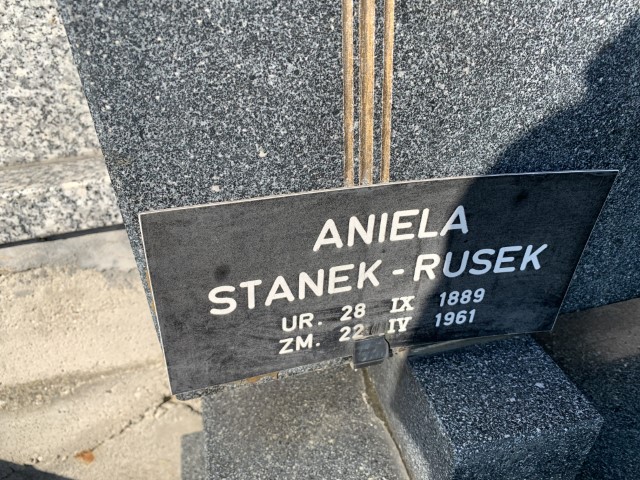 ANIELA
STANEK-RUSEK
UR. 28 IX 1889
ZM. 22 IV 1961